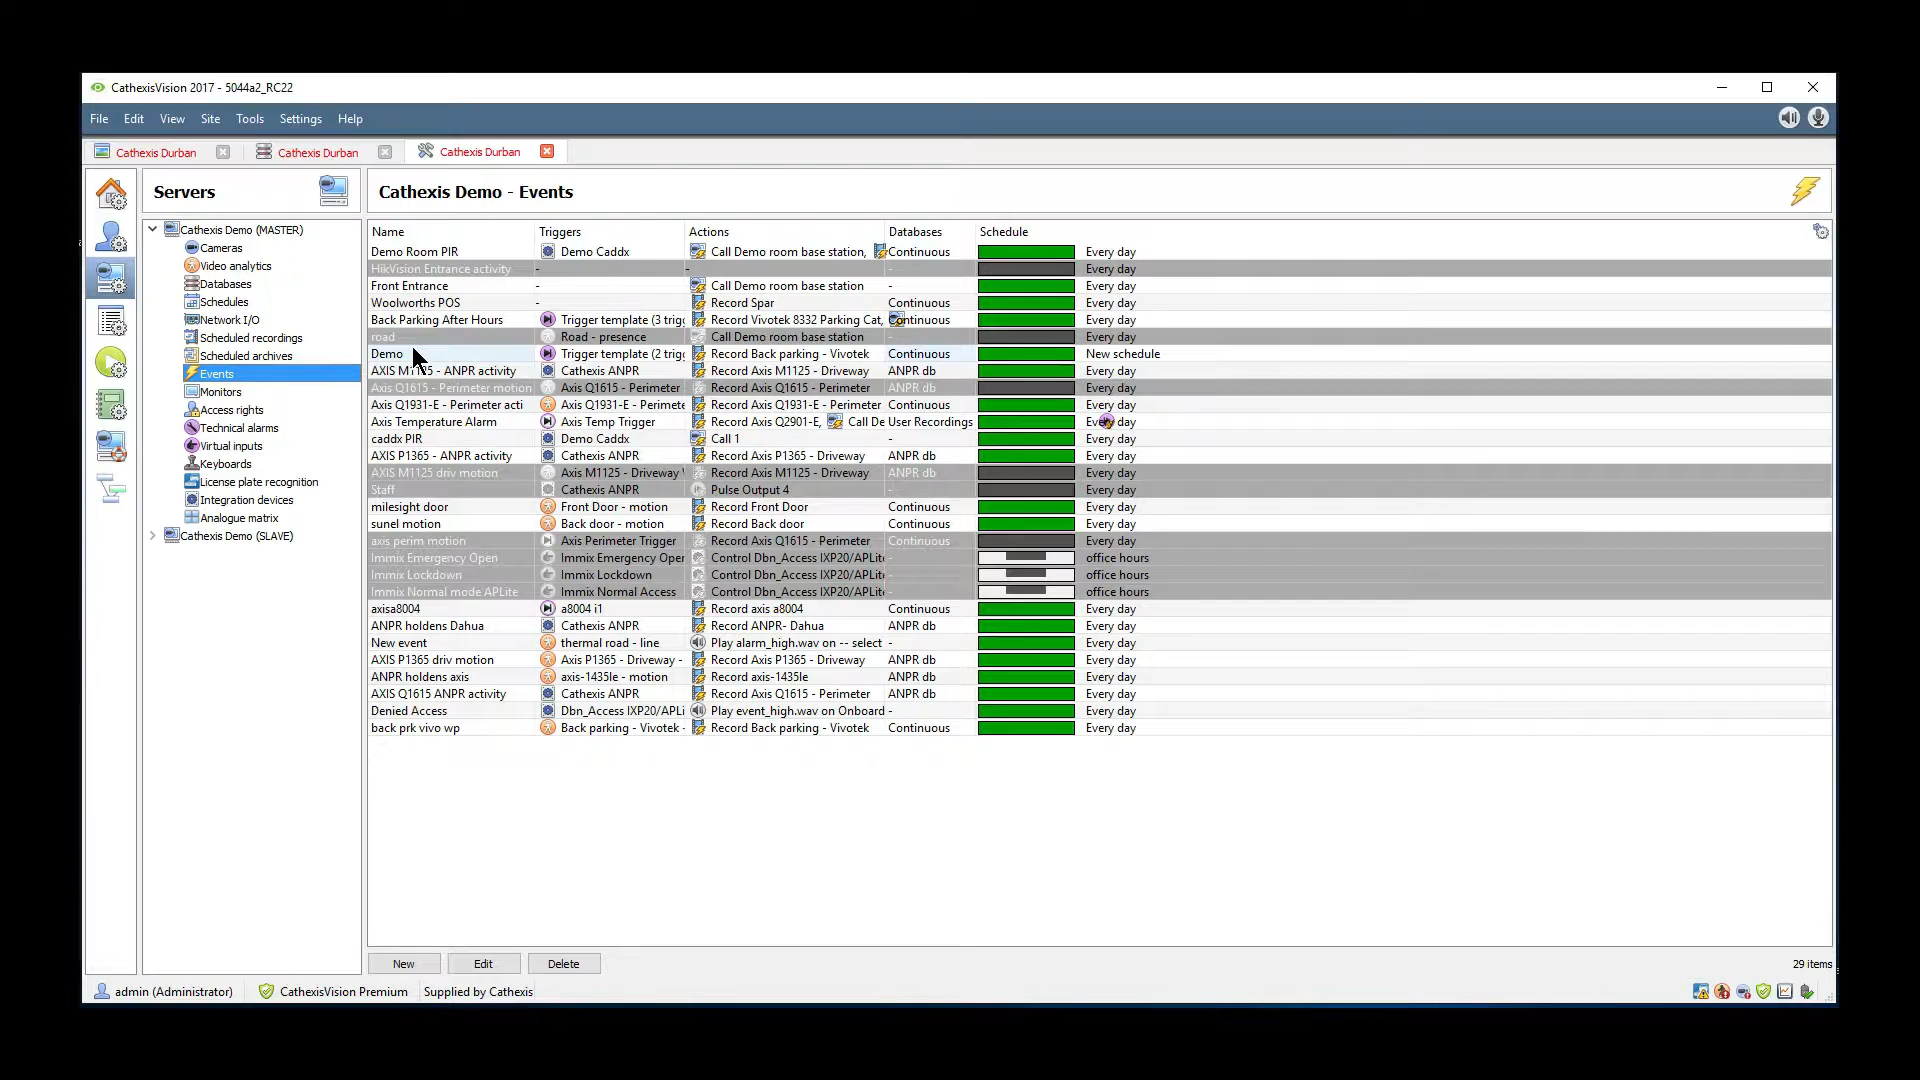 CathexisVision 2017 - 5044a2_RC22
File Edit View Site Tools Settings Help
Cathexis Durban Cathexis Durban Cathexis Durban
Servers
Cathexis Demo (MASTER)
Cameras
Video analytics
Databases
Schedules
Network I/O
Scheduled recordings
Scheduled archives
Events
Monitors
Access rights
Technical alarms
Virtual inputs
Keyboards
License plate recognition
Integration devices
Analogue matrix
Cathexis Demo (SLAVE)
Cathexis Demo - Events
Name Triggers Actions Databases Schedule
Demo Room PIR Demo Caddx Call Demo room base station, Continuous Every day
HikVision Entrance activity - - - Every day
Front Entrance - Call Demo room base station - Every day
Woolworths POS - Record Spar Continuous Every day
Back Parking After Hours Trigger template (3 trigg Record Vivotek 8332 Parking Cat, Continuous Every day
road Road - presence Call Demo room base station - Every day
Demo Trigger template (2 trigg Record Back parking - Vivotek Continuous New schedule
AXIS M1125 - ANPR activity Cathexis ANPR Record Axis M1125 - Driveway ANPR db Every day
Axis Q1615 - Perimeter motion Axis Q1615 - Perimeter Record Axis Q1615 - Perimeter ANPR db Every day
Axis Q1931-E - Perimeter acti Axis Q1931-E - Perimete Record Axis Q1931-E - Perimeter Continuous Every day
Axis Temperature Alarm Axis Temp Trigger Record Axis Q2901-E, Call De User Recordings Every day
caddx PIR Demo Caddx Call 1 - Every day
AXIS P1365 - ANPR activity Cathexis ANPR Record Axis P1365 - Driveway ANPR db Every day
AXIS M1125 driv motion Axis M1125 - Driveway Record Axis M1125 - Driveway ANPR db Every day
Staff Cathexis ANPR Pulse Output 4 - Every day
milesight door Front Door - motion Record Front Door Continuous Every day
sunel motion Back door - motion Record Back door Continuous Every day
axis perim motion Axis Perimeter Trigger Record Axis Q1615 - Perimeter Continuous Every day
Immix Emergency Open Immix Emergency Oper Control Dbn_Access IXP20/APLite - office hours
Immix Lockdown Immix Lockdown Control Dbn_Access IXP20/APLite - office hours
Immix Normal mode APLite Immix Normal Access Control Dbn_Access IXP20/APLite - office hours
axisa8004 a8004 i1 Record axis a8004 Continuous Every day
ANPR holdens Dahua Cathexis ANPR Record ANPR- Dahua ANPR db Every day
New event thermal road - line Play alarm_high.wav on -- select - Every day
AXIS P1365 driv motion Axis P1365 - Driveway - Record Axis P1365 - Driveway ANPR db Every day
ANPR holdens axis axis-1435le - motion Record axis-1435le ANPR db Every day
AXIS Q1615 ANPR activity Cathexis ANPR Record Axis Q1615 - Perimeter ANPR db Every day
Denied Access Dbn_Access IXP20/APLi Play event_high.wav on Onboard - Every day
back prk vivo wp Back parking - Vivotek - Record Back parking - Vivotek Continuous Every day
New Edit Delete 29 items
admin (Administrator) CathexisVision Premium Supplied by Cathexis